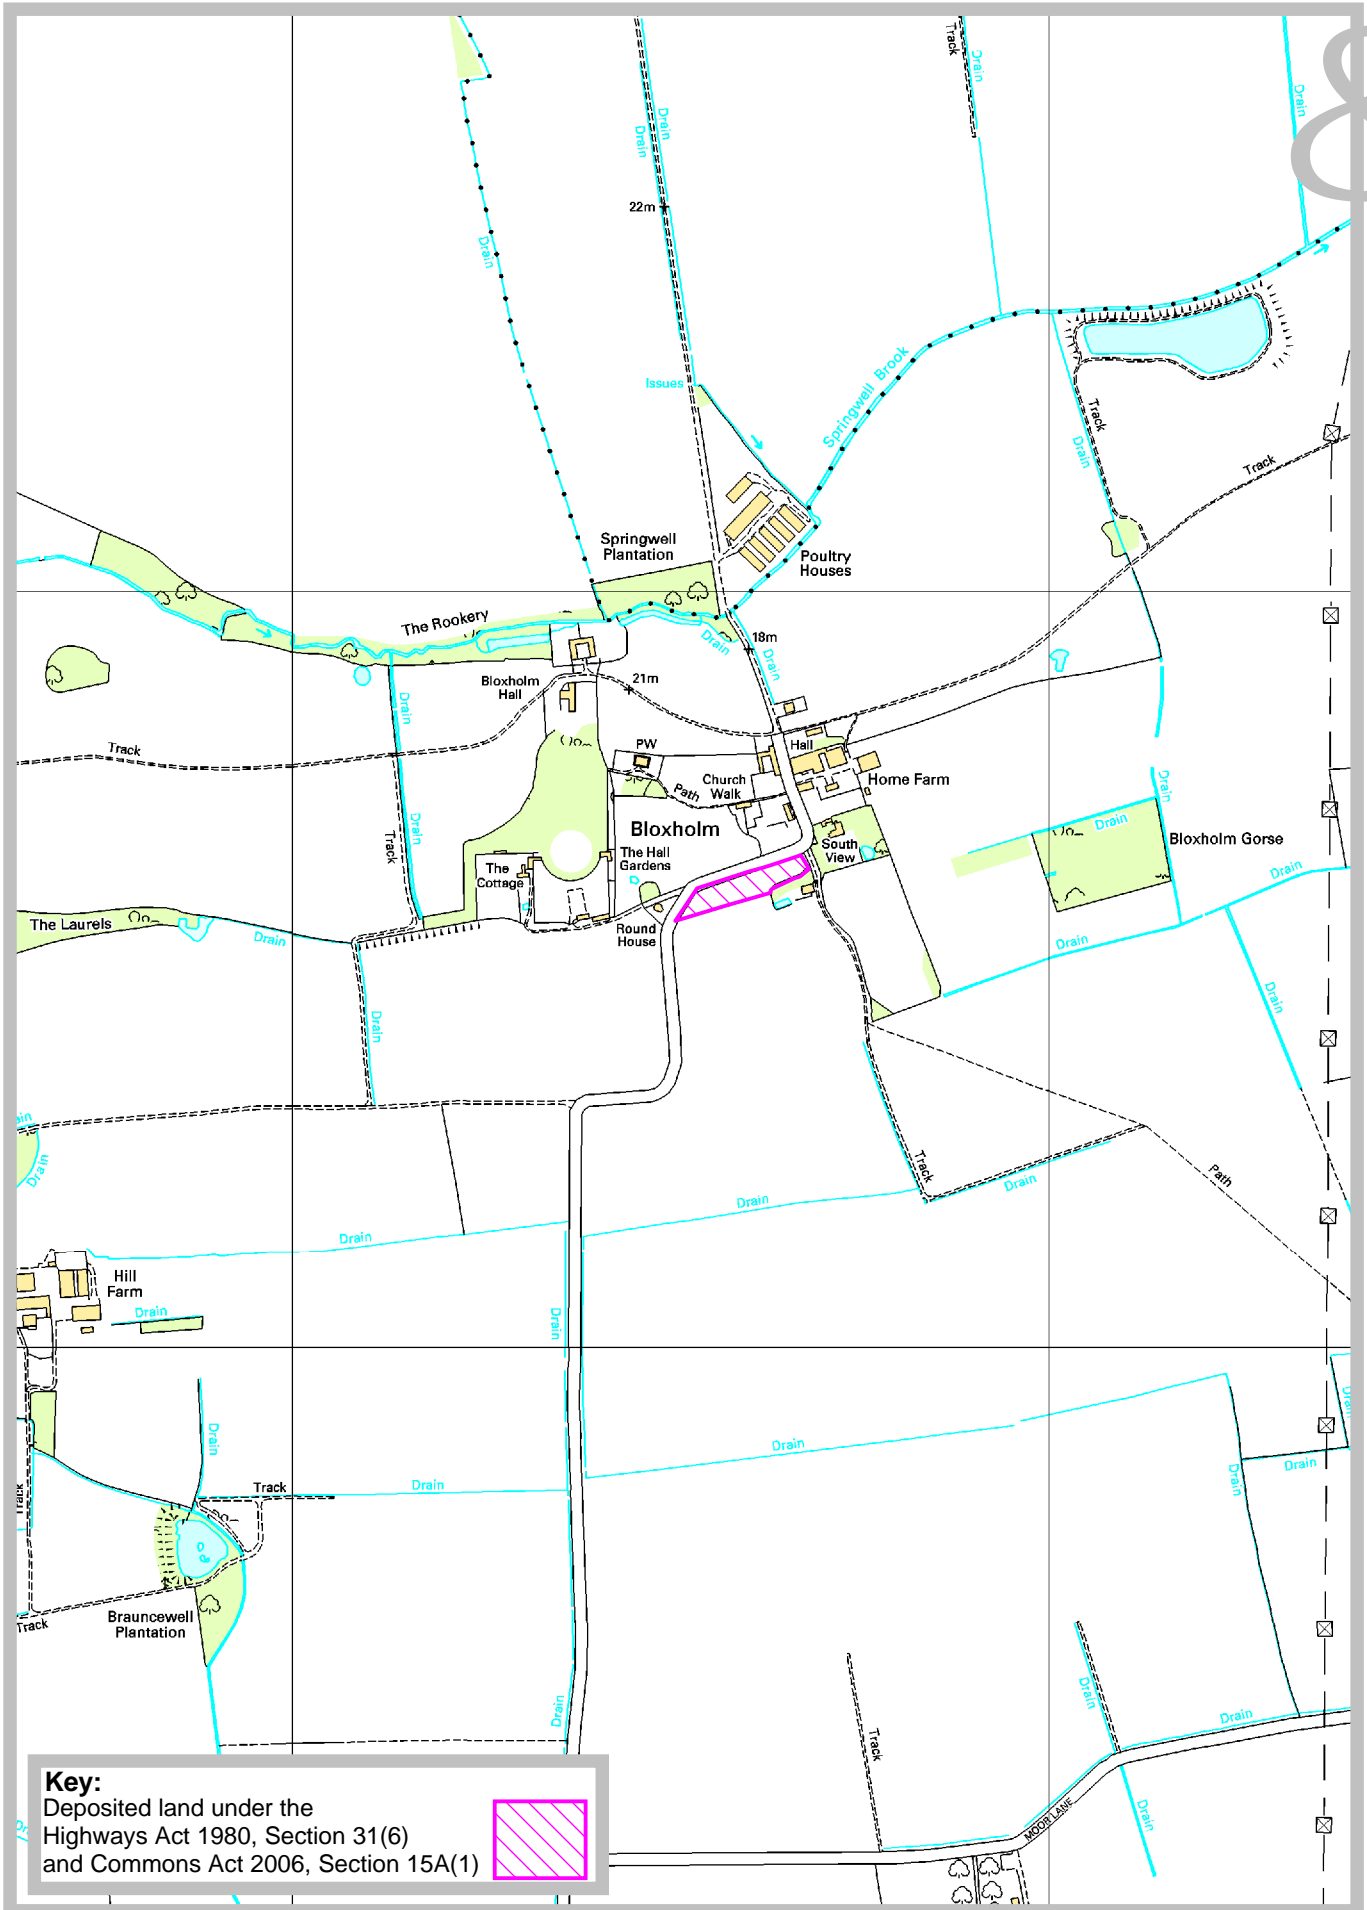 &
Track
Drain
Drain
Drain
Drain
22m
Drain
Issues
Springwell Brook
Track
Drain
Track
Springwell
Plantation
Poultry
Houses
The Rookery
Drain
18m
Drain
Bloxholm
Hall
21m
Drain
Track
PW
Hall
Church
Walk
Path
Home Farm
Drain
Drain
Bloxholm
Bloxholm Gorse
Track
Drain
The Hall
Gardens
South
View
The
Cottage
Drain
The Laurels
Drain
Round
House
Drain
Drain
Drain
ain
Drain
Track
Path
Drain
Drain
Drain
Hill
Farm
Drain
Drain
Drain
Drain
Drain
Drain
Drain
Track
Track
Drain
Brauncewell
Plantation
Track
Drain
Drain
Drain
Track
Drain
MOOR LANE
Key:
Deposited land under the
Highways Act 1980, Section 31(6)
and Commons Act 2006, Section 15A(1)